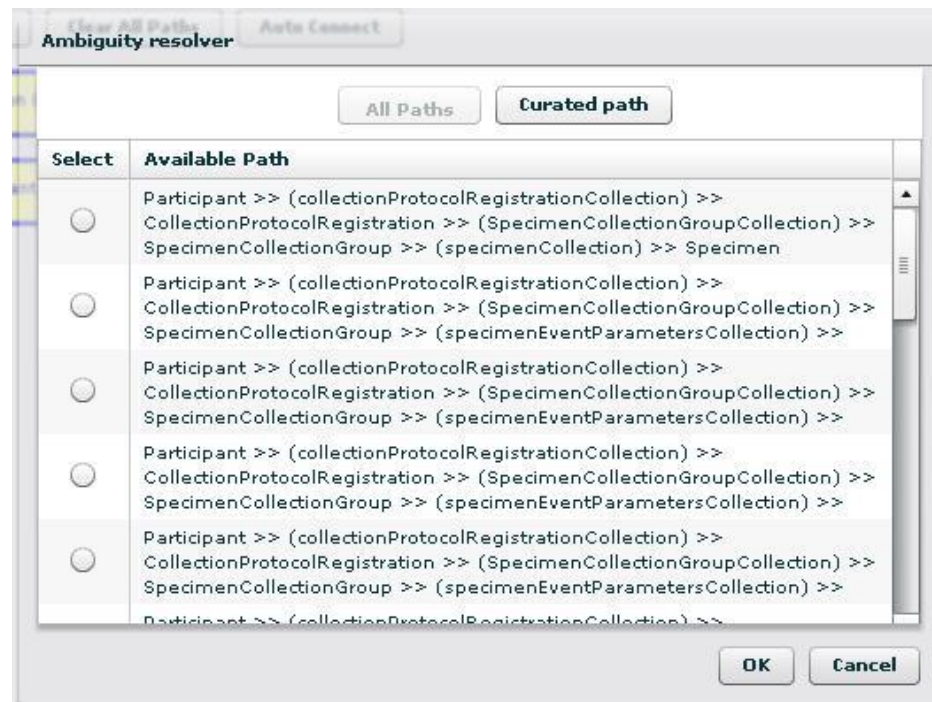 Clear All Paths Auto Connect
Ambiguity resolver
All Paths Curated path
Select Available Path
Participant >> (collectionProtocolRegistrationCollection) >>
CollectionProtocolRegistration >> (SpecimenCollectionGroupCollection) >>
SpecimenCollectionGroup >> (specimenCollection) >> Specimen
Participant >> (collectionProtocolRegistrationCollection) >>
CollectionProtocolRegistration >> (SpecimenCollectionGroupCollection) >>
SpecimenCollectionGroup >> (specimenEventParametersCollection) >>
Participant >> (collectionProtocolRegistrationCollection) >>
CollectionProtocolRegistration >> (SpecimenCollectionGroupCollection) >>
SpecimenCollectionGroup >> (specimenEventParametersCollection) >>
Participant >> (collectionProtocolRegistrationCollection) >>
CollectionProtocolRegistration >> (SpecimenCollectionGroupCollection) >>
SpecimenCollectionGroup >> (specimenEventParametersCollection) >>
Participant >> (collectionProtocolRegistrationCollection) >>
CollectionProtocolRegistration >> (SpecimenCollectionGroupCollection) >>
SpecimenCollectionGroup >> (specimenEventParametersCollection) >>
Participant >> (collectionProtocolRegistrationCollection) >>
OK Cancel